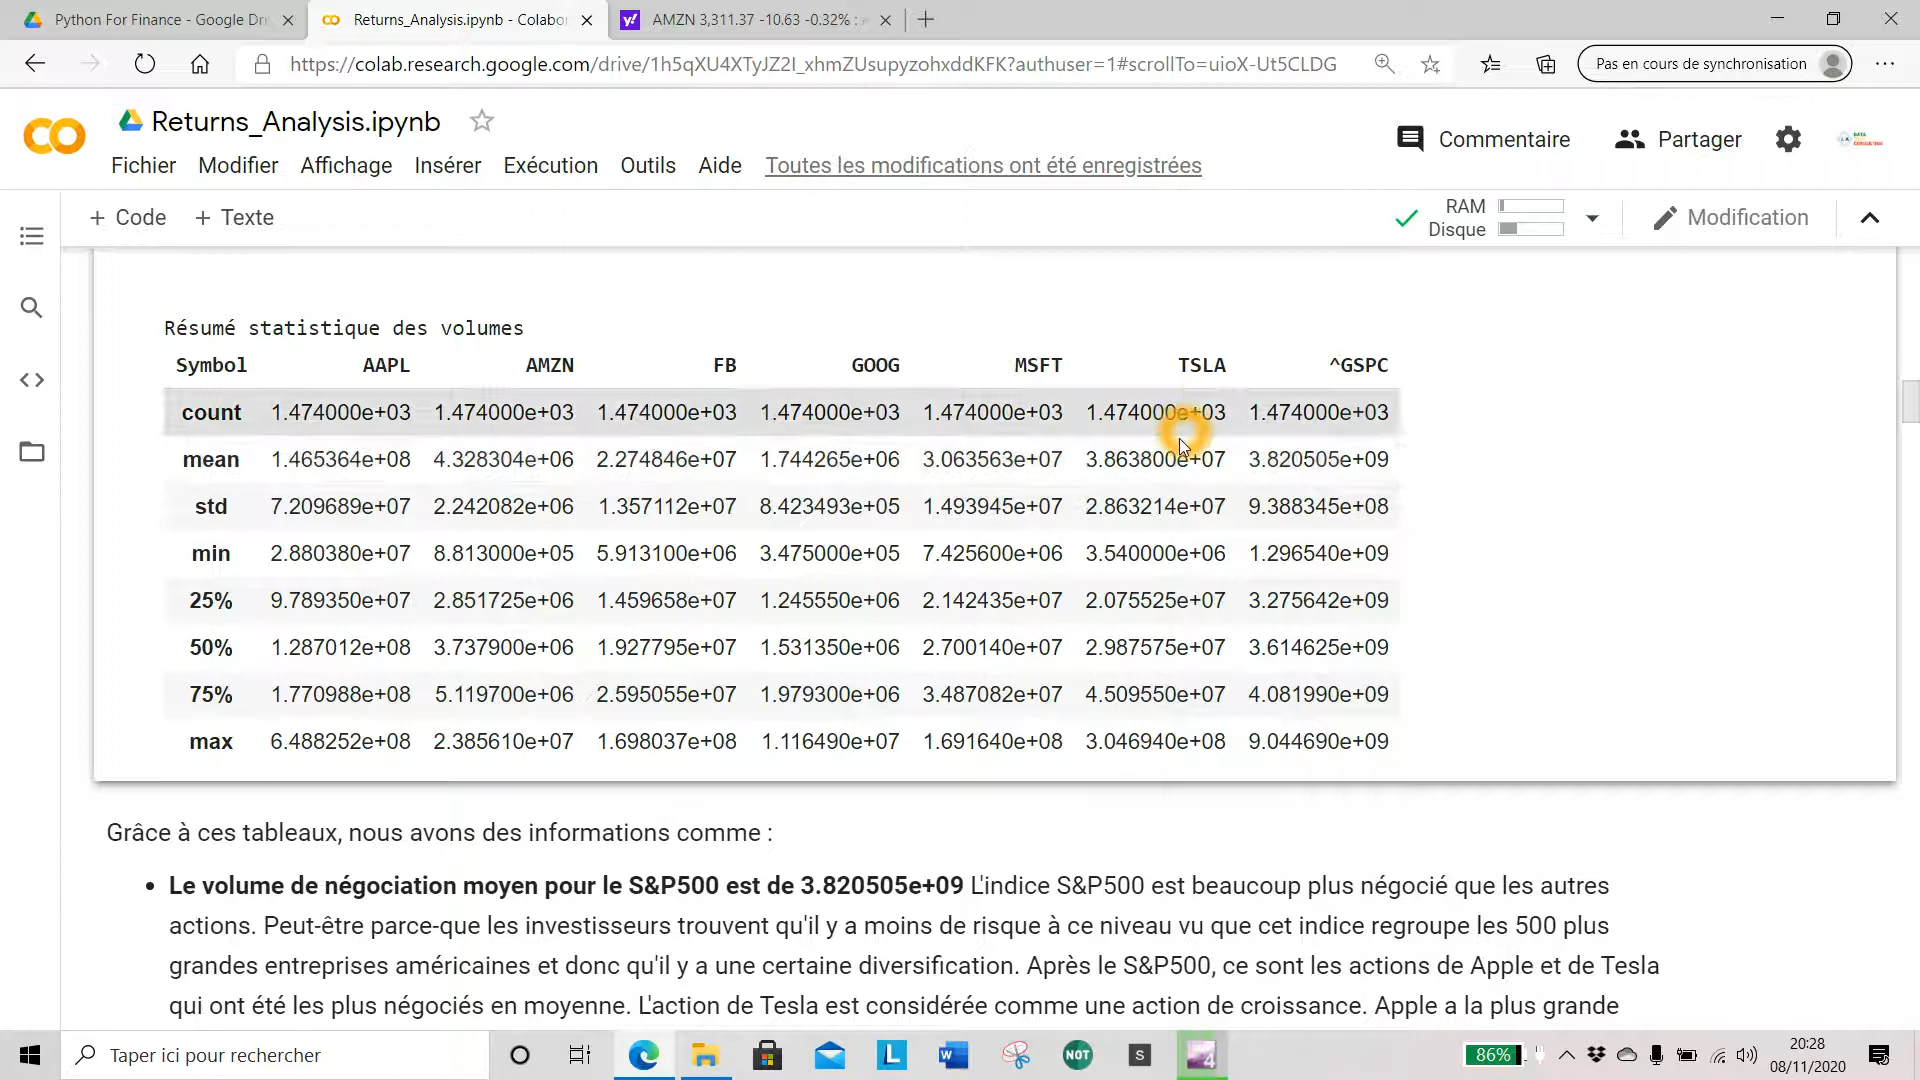 Python For Finance - Google Dri
Returns_Analysis.ipynb - Colabor
AMZN 3,311.37 -10.63 -0.32% :
https://colab.research.google.com/drive/1h5qXU4XTyJZ2I_xhmZUsupyzohxddKFK?authuser=1#scrollTo=uioX-Ut5CLDG
Pas en cours de synchronisation
CO
Returns_Analysis.ipynb
Commentaire
Partager
Fichier Modifier Affichage Insérer Exécution Outils Aide Toutes les modifications ont été enregistrées
+ Code + Texte
RAM
Disque
Modification
Résumé statistique des volumes
Symbol AAPL AMZN FB GOOG MSFT TSLA ^GSPC
count 1.474000e+03 1.474000e+03 1.474000e+03 1.474000e+03 1.474000e+03 1.474000e+03 1.474000e+03
mean 1.465364e+08 4.328304e+06 2.274846e+07 1.744265e+06 3.063563e+07 3.863800e+07 3.820505e+09
std 7.209689e+07 2.242082e+06 1.357112e+07 8.423493e+05 1.493945e+07 2.863214e+07 9.388345e+08
min 2.880380e+07 8.813000e+05 5.913100e+06 3.475000e+05 7.425600e+06 3.540000e+06 1.296540e+09
25% 9.789350e+07 2.851725e+06 1.459658e+07 1.245550e+06 2.142435e+07 2.075525e+07 3.275642e+09
50% 1.287012e+08 3.737900e+06 1.927795e+07 1.531350e+06 2.700140e+07 2.987575e+07 3.614625e+09
75% 1.770988e+08 5.119700e+06 2.595055e+07 1.979300e+06 3.487082e+07 4.509550e+07 4.081990e+09
max 6.488252e+08 2.385610e+07 1.698037e+08 1.116490e+07 1.691640e+08 3.046940e+08 9.044690e+09
Grâce à ces tableaux, nous avons des informations comme :
• Le volume de négociation moyen pour le S&P500 est de 3.820505e+09 L'indice S&P500 est beaucoup plus négocié que les autres
actions. Peut-être parce-que les investisseurs trouvent qu'il y a moins de risque à ce niveau vu que cet indice regroupe les 500 plus
grandes entreprises américaines et donc qu'il y a une certaine diversification. Après le S&P500, ce sont les actions de Apple et de Tesla
qui ont été les plus négociés en moyenne. L'action de Tesla est considérée comme une action de croissance. Apple a la plus grande
Taper ici pour rechercher
NOT
S
86%
20:28
08/11/2020